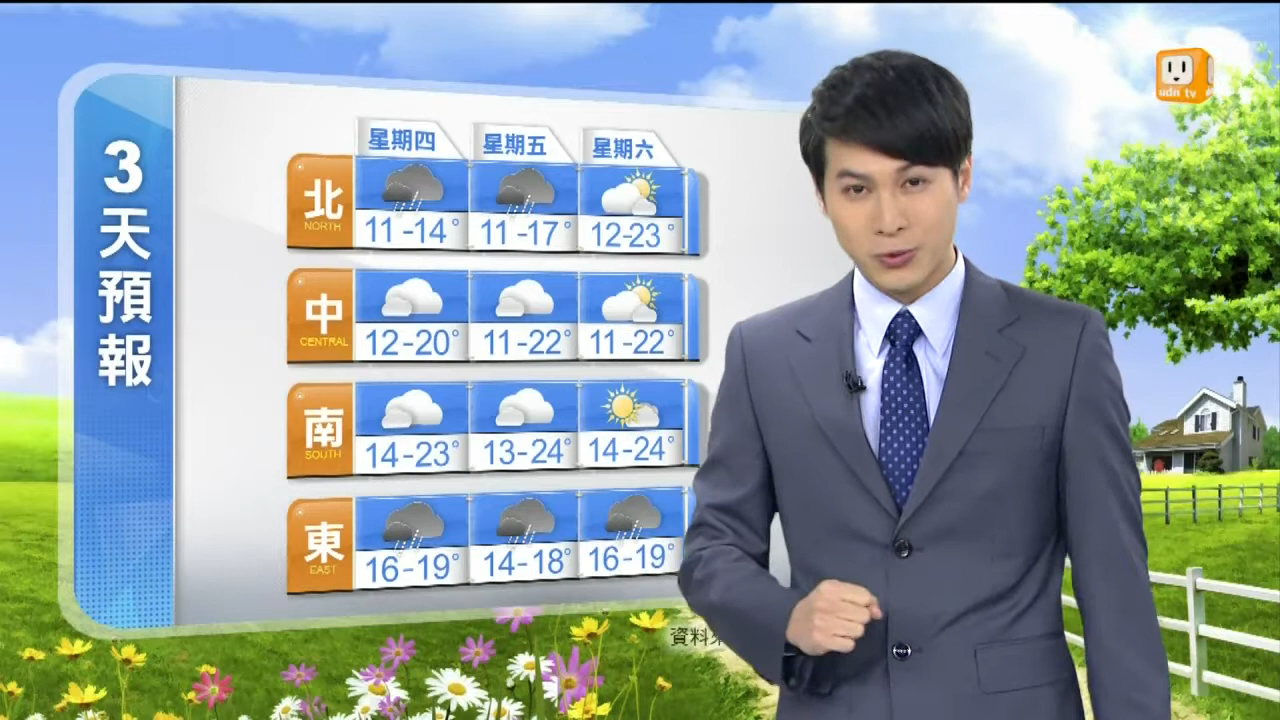 udn tv
3天預報
星期四 星期五 星期六
北 NORTH 11-14° 11-17° 12-23°
中 CENTRAL 12-20° 11-22° 11-22°
南 SOUTH 14-23° 13-24° 14-24°
東 EAST 16-19° 14-18° 16-19°
資料